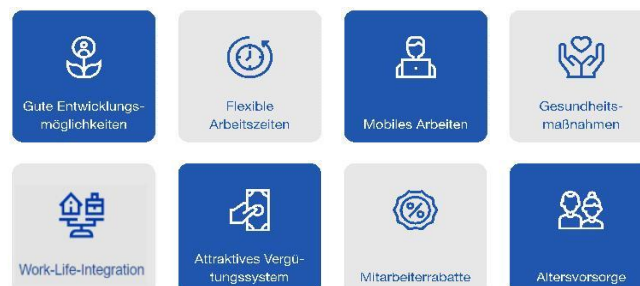 Gute Entwicklungs-
möglichkeiten
Flexible
Arbeitszeiten
Mobiles Arbeiten
Gesundheits-
maßnahmen
Work-Life-Integration
Attraktives Vergü-
tungssystem
Mitarbeiterrabatte
Altersvorsorge